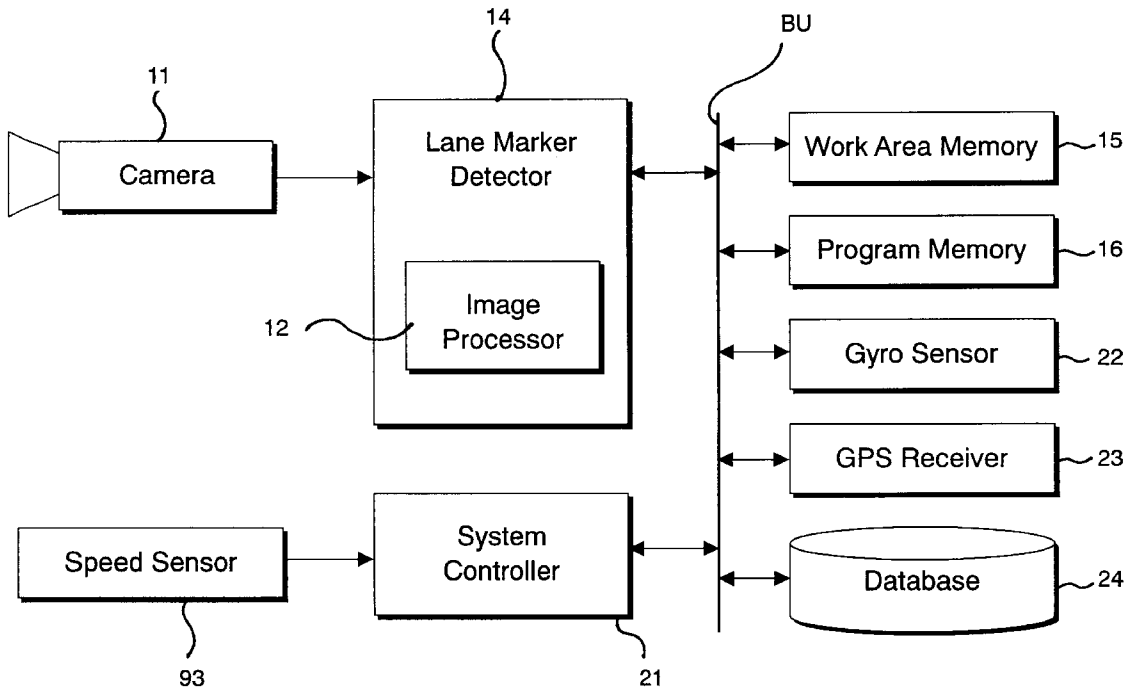 BU
14
11
Camera
Lane Marker
Detector
Image
Processor
12
Work Area Memory
15
Program Memory
16
Gyro Sensor
22
GPS Receiver
23
Speed Sensor
93
System
Controller
21
Database
24